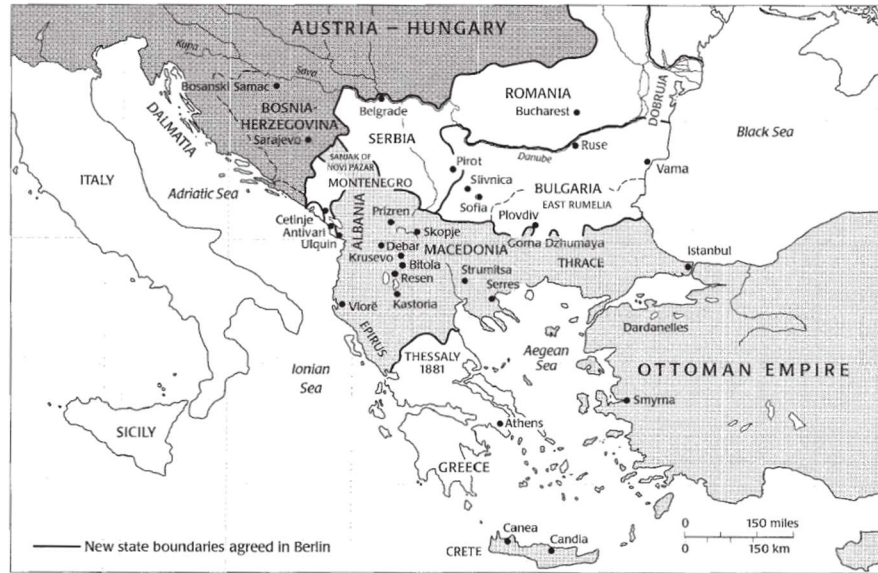 AUSTRIA – HUNGARY
Kupa
Sava
Bosanski Samac
BOSNIA-
HERZEGOVINA
Sarajevo
DALMATIA
Belgrade
SERBIA
ROMANIA
Bucharest
DOBRUJA
Black Sea
ITALY
Adriatic Sea
SANJAK OF
NOVI PAZAR
MONTENEGRO
Pirot
Danube
Ruse
Slivnica
Varna
BULGARIA
Sofia
EAST RUMELIA
Cetinje
Antivari
Ulquin
ALBANIA
Prizren
Skopje
Plovdiv
Gorna Dzhumaya
MACEDONIA
Debar
Krusevo
Bitola
Resen
Kastoria
Strumitsa
Serres
THRACE
Istanbul
Vlorë
EPIRUS
THESSALY
1881
Aegean
Sea
Dardanelles
OTTOMAN EMPIRE
Ionian
Sea
Smyrna
SICILY
Athens
GREECE
Canea
Candia
CRETE
0 150 miles
0 150 km
New state boundaries agreed in Berlin